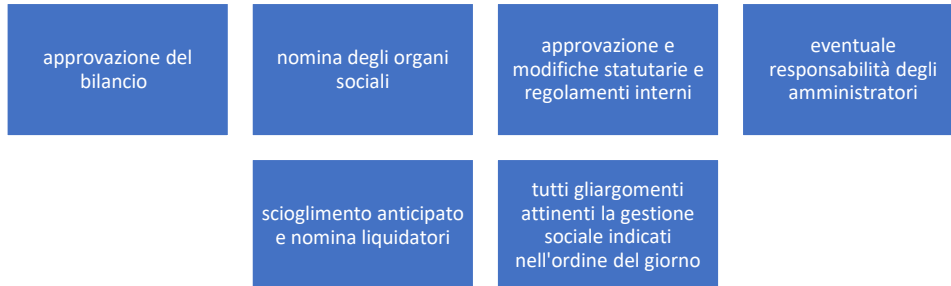 approvazione del
bilancio
nomina degli organi
sociali
approvazione e
modifiche statutarie e
regolamenti interni
eventuale
responsabilità degli
amministratori
scioglimento anticipato
e nomina liquidatori
tutti gliargomenti
attinenti la gestione
sociale indicati
nell'ordine del giorno